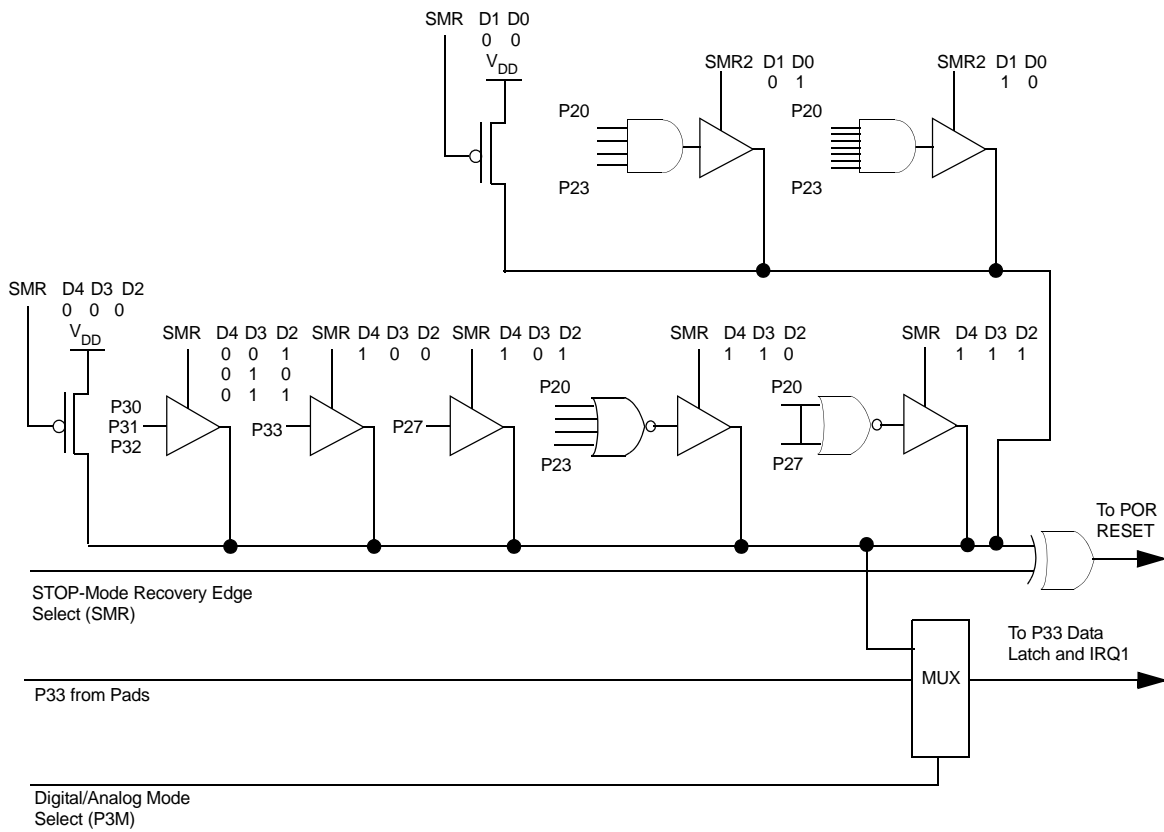 SMR D1 D0
0 0
VDD
SMR2 D1 D0
0 1
P20
P23
SMR2 D1 D0
1 0
P20
P23
SMR D4 D3 D2
0 0 0
VDD
SMR D4 D3 D2
0 0 1
0 1 0
0 1 1
P30
P31
P32
SMR D4 D3 D2
1 0 0
P33
SMR D4 D3 D2
1 0 1
P27
SMR D4 D3 D2
1 1 0
P20
P23
SMR D4 D3 D2
1 1 1
P20
P27
To POR
RESET
STOP-Mode Recovery Edge
Select (SMR)
To P33 Data
Latch and IRQ1
MUX
P33 from Pads
Digital/Analog Mode
Select (P3M)